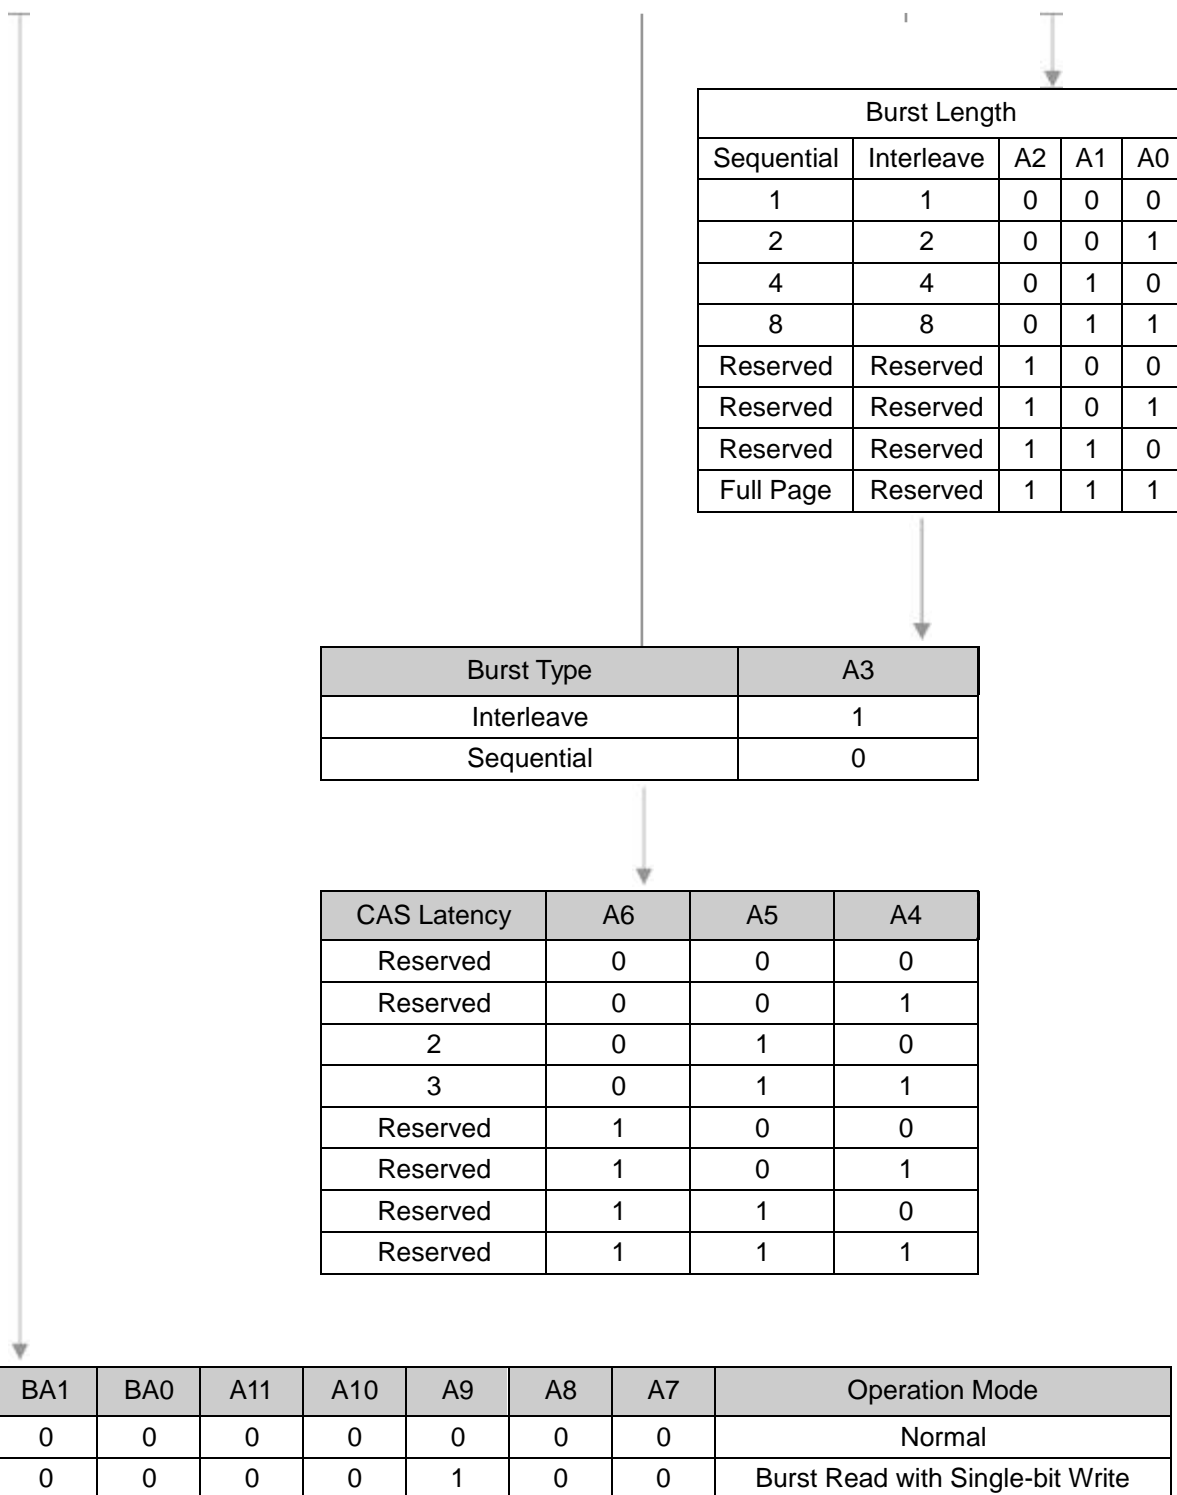 Burst Length
Sequential Interleave A2 A1 A0
1 1 0 0 0
2 2 0 0 1
4 4 0 1 0
8 8 0 1 1
Reserved Reserved 1 0 0
Reserved Reserved 1 0 1
Reserved Reserved 1 1 0
Full Page Reserved 1 1 1
Burst Type A3
Interleave 1
Sequential 0
CAS Latency A6 A5 A4
Reserved 0 0 0
Reserved 0 0 1
2 0 1 0
3 0 1 1
Reserved 1 0 0
Reserved 1 0 1
Reserved 1 1 0
Reserved 1 1 1
BA1 BA0 A11 A10 A9 A8 A7 Operation Mode
0 0 0 0 0 0 0 Normal
0 0 0 0 1 0 0 Burst Read with Single-bit Write